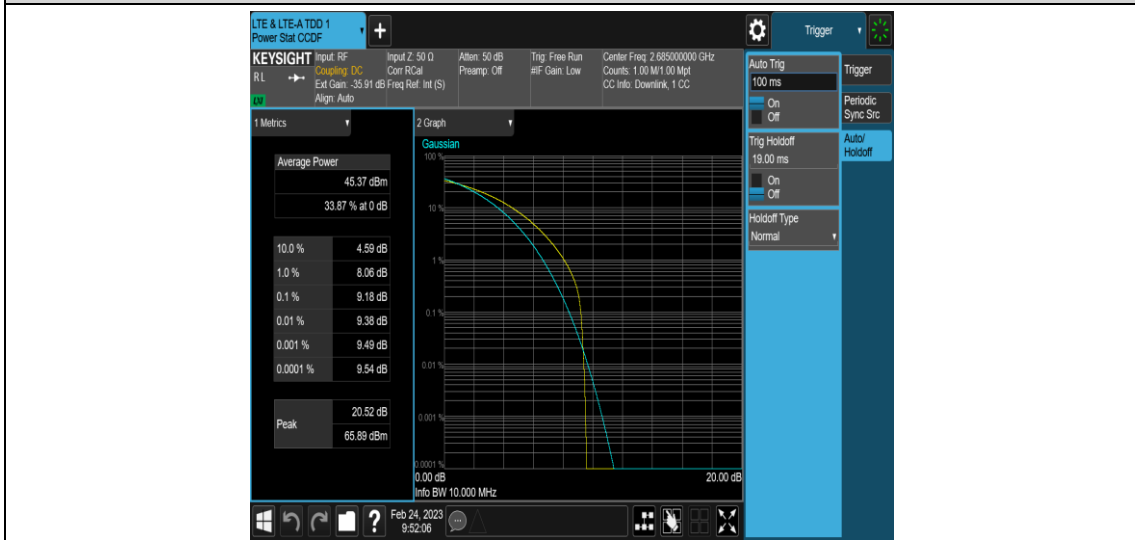 LTE & LTE-A TDD 1
Power Stat CCDF
+
Trigger
KEYSIGHT
R L
LXI
Input: RF
Coupling: DC
Ext Gain: -35.91 dB
Align: Auto
Input Z: 50 Ω
Corr RCal
Freq Ref: Int (S)
Atten: 50 dB
Preamp: Off
Trig: Free Run
#IF Gain: Low
Center Freq: 2.685000000 GHz
Counts: 1.00 M/1.00 Mpt
CC Info: Downlink, 1 CC
Auto Trig
100 ms
On
Off
Trig Holdoff
19.00 ms
On
Off
Holdoff Type
Normal
Trigger
Periodic
Sync Src
Auto/
Holdoff
1 Metrics
Average Power
45.37 dBm
33.87 % at 0 dB
10.0 % 4.59 dB
1.0 % 8.06 dB
0.1 % 9.18 dB
0.01 % 9.38 dB
0.001 % 9.49 dB
0.0001 % 9.54 dB
Peak
20.52 dB
65.89 dBm
2 Graph
Gaussian
100 %
10 %
1 %
0.1 %
0.01 %
0.001 %
0.0001 %
0.00 dB
20.00 dB
Info BW 10.000 MHz
?
Feb 24, 2023
9:52:06